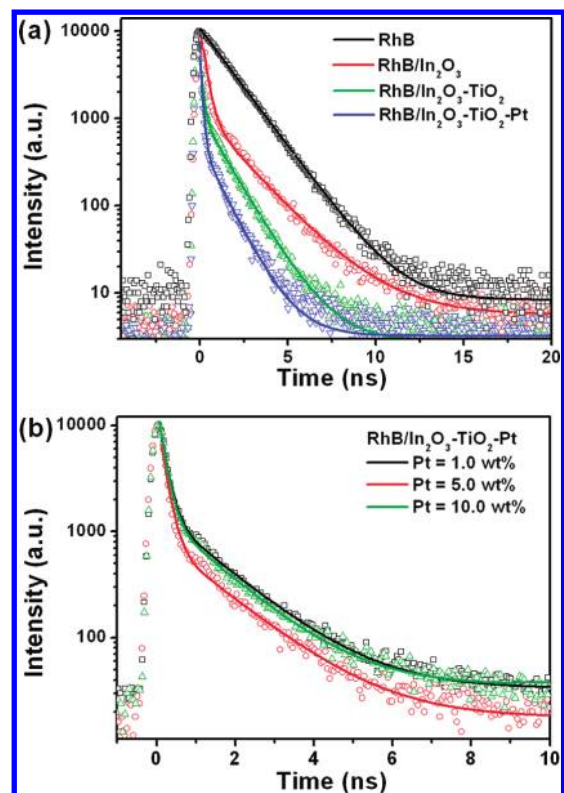 (a)
RhB
RhB/In₂O₃
RhB/In₂O₃-TiO₂
RhB/In₂O₃-TiO₂-Pt
10000
1000
100
10
Intensity (a.u.)
0 5 10 15 20
Time (ns)
(b)
RhB/In₂O₃-TiO₂-Pt
Pt = 1.0 wt%
Pt = 5.0 wt%
Pt = 10.0 wt%
10000
1000
100
Intensity (a.u.)
0 2 4 6 8 10
Time (ns)